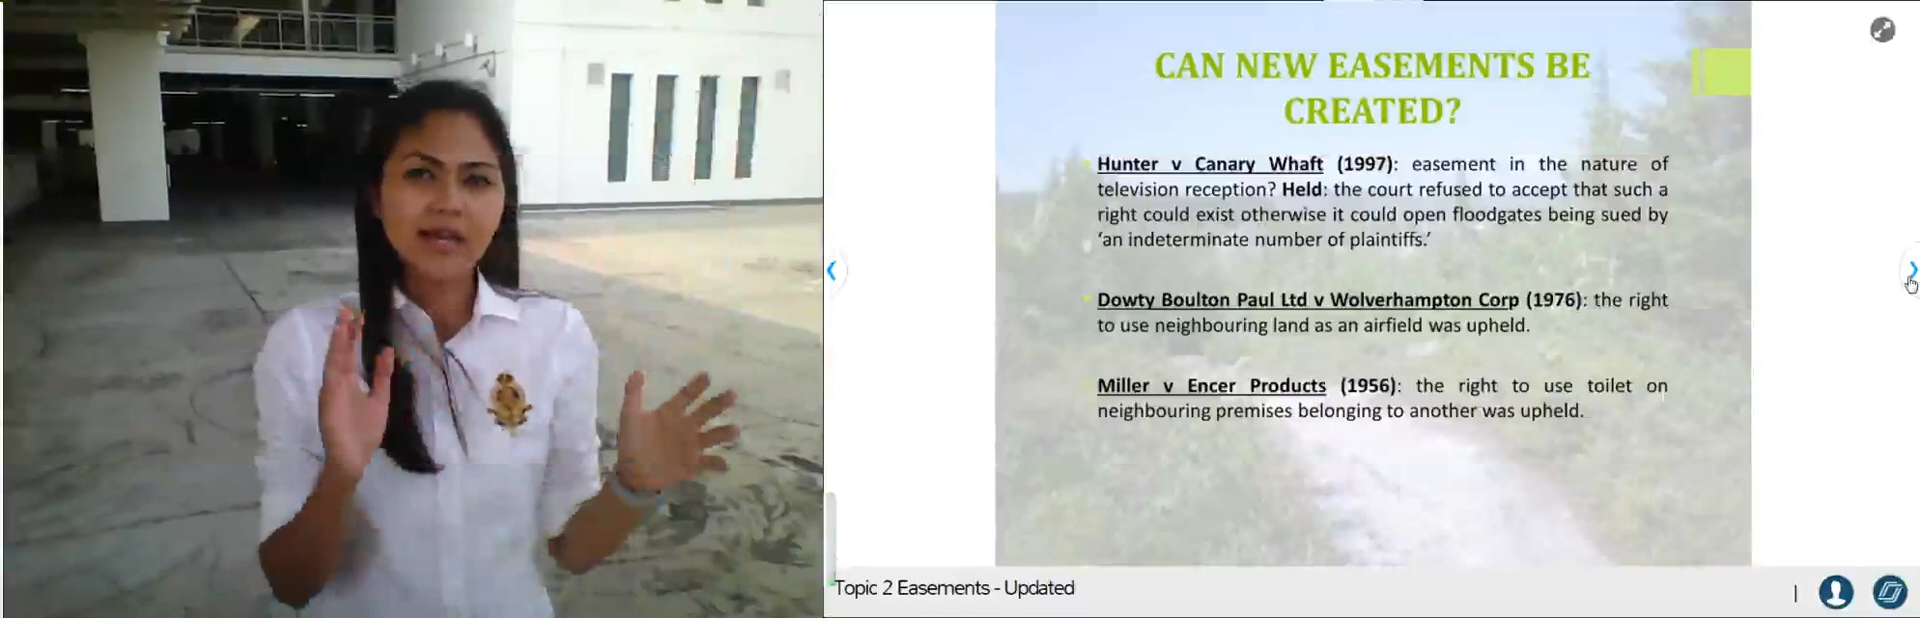 CAN NEW EASEMENTS BE
CREATED?
Hunter v Canary Whaft (1997): easement in the nature of
television reception? Held: the court refused to accept that such a
right could exist otherwise it could open floodgates being sued by
‘an indeterminate number of plaintiffs.’
Dowty Boulton Paul Ltd v Wolverhampton Corp (1976): the right
to use neighbouring land as an airfield was upheld.
Miller v Encer Products (1956): the right to use toilet on
neighbouring premises belonging to another was upheld.
Topic 2 Easements - Updated